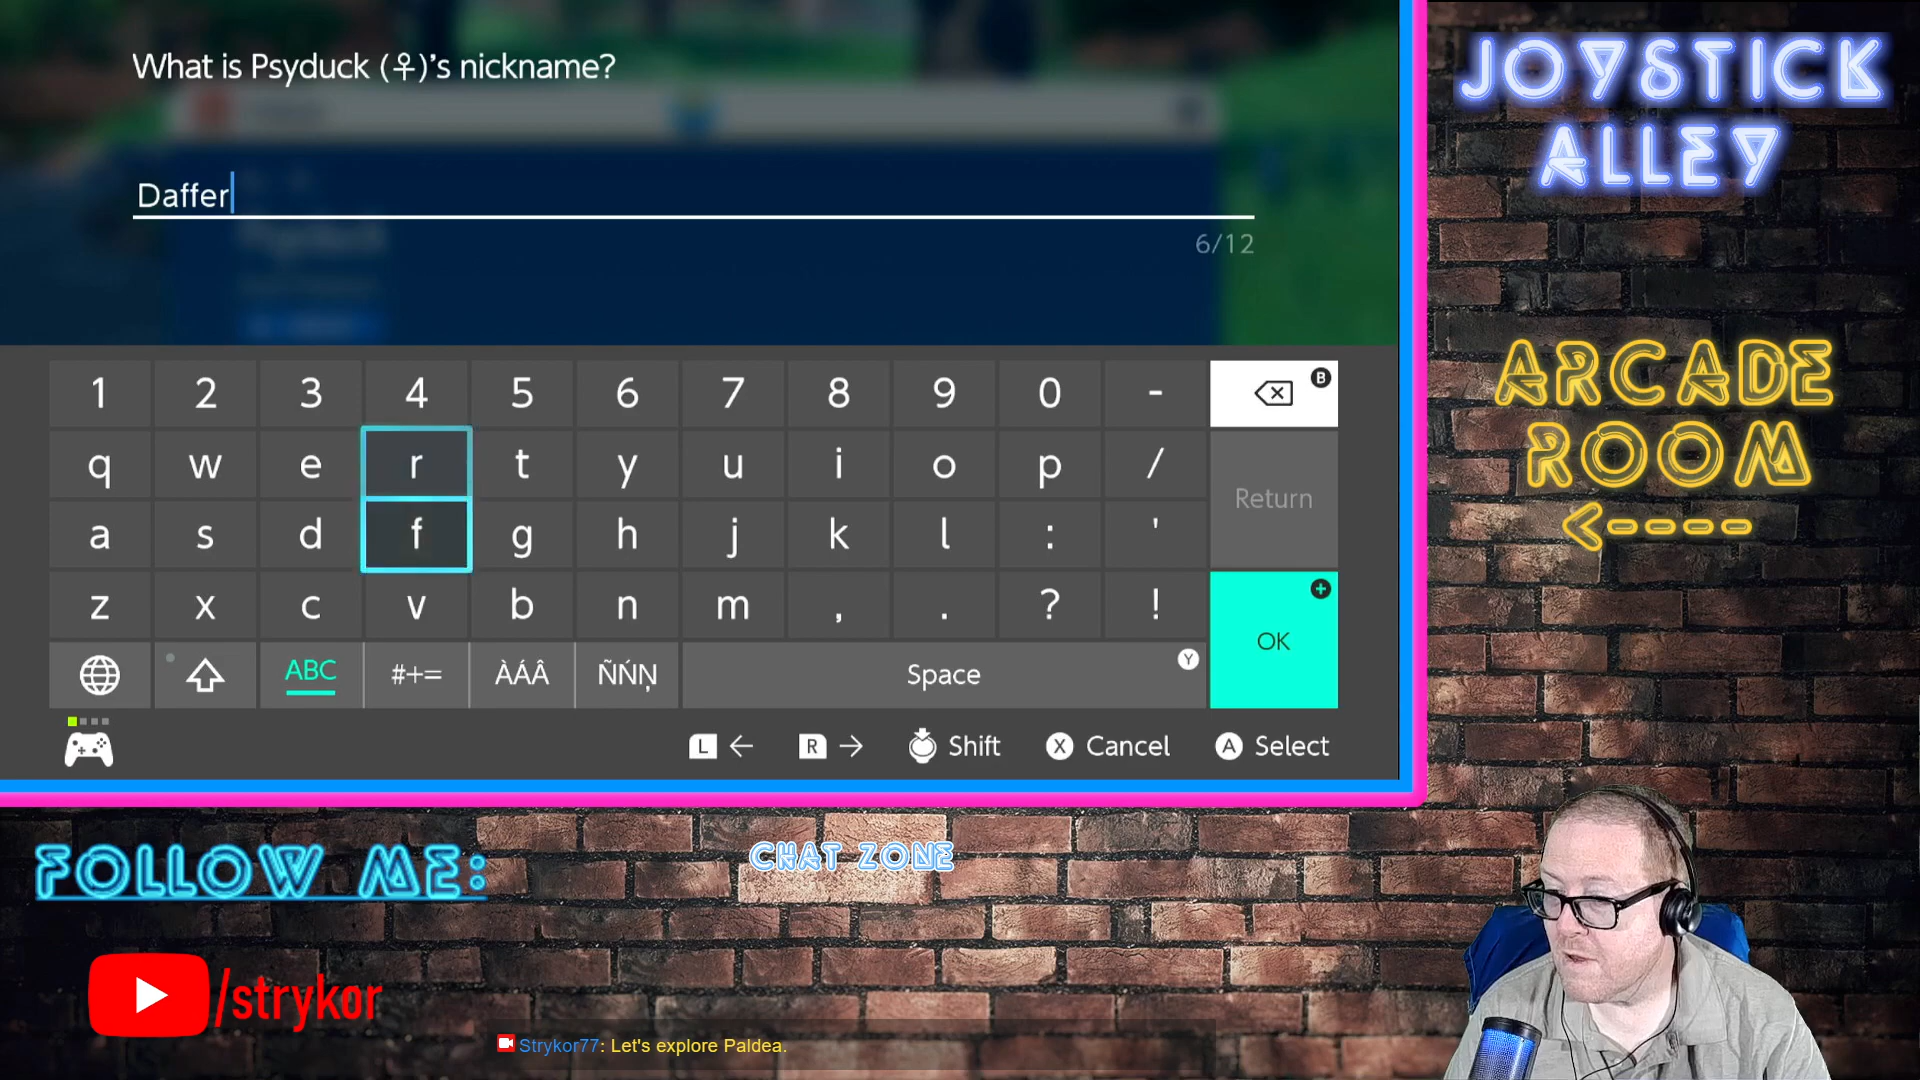 What is Psyduck (♀)'s nickname?
Daffer
6/12
1 2 3 4 5 6 7 8 9 0 -
B
q w e r t y u i o p /
Return
a s d f g h j k l : '
z x c v b n m , . ? !
+
OK
ABC #+= ÀÁÂ ÑŃŅ Space Y
L ← R → Shift X Cancel A Select
JOYSTICK
ALLEY
ARCADE
ROOM
<----
FOLLOW ME:
CHAT ZONE
/strykor
Strykor77: Let's explore Paldea.